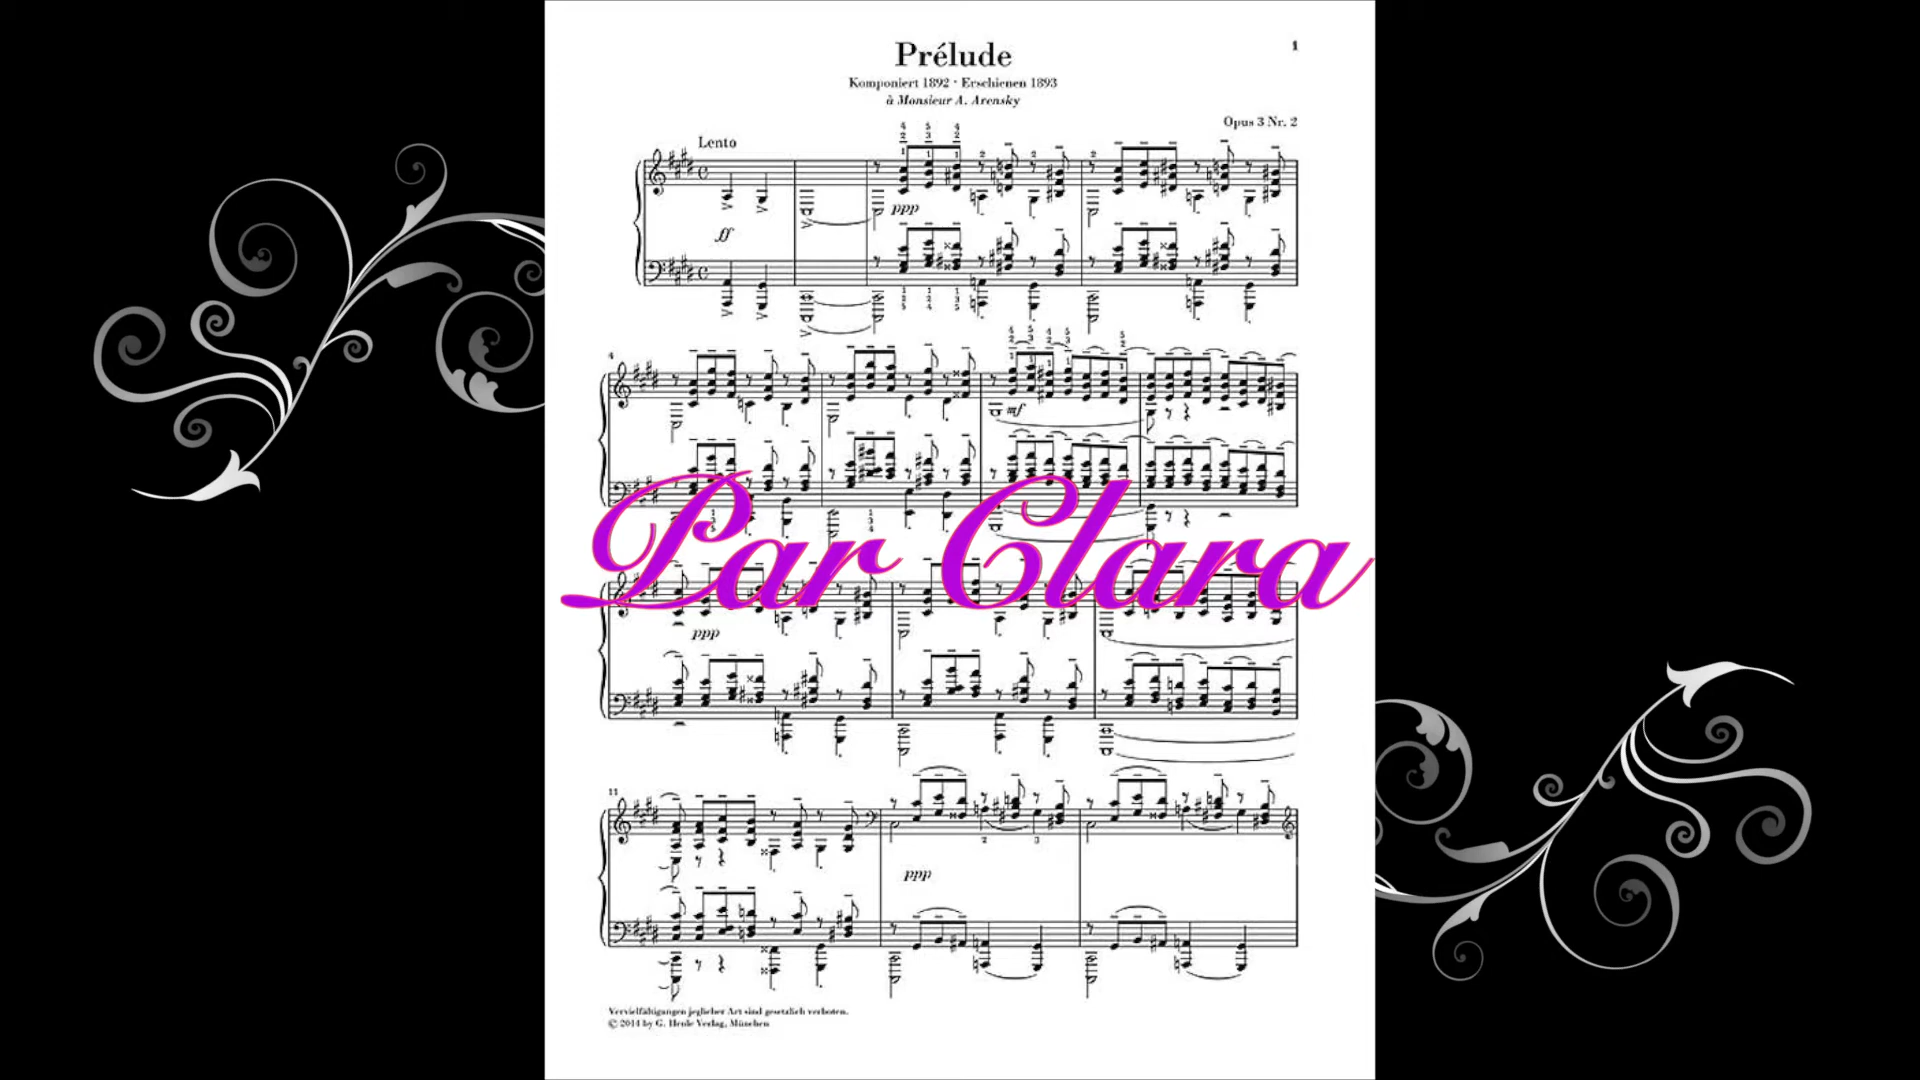 Prélude
1
Komponiert 1892 · Erschienen 1893
à Monsieur A. Arensky
Opus 3 Nr. 2
Lento
ppp
ff
4
mf
Par Clara
ppp
11
ppp
Vervielfältigungen jeglicher Art sind gesetzlich verboten.
© 2014 by G. Henle Verlag, München